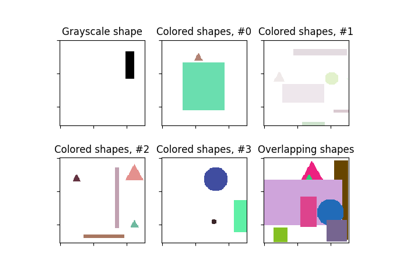 Grayscale shape
Colored shapes, #0
Colored shapes, #1
Colored shapes, #2
Colored shapes, #3
Overlapping shapes